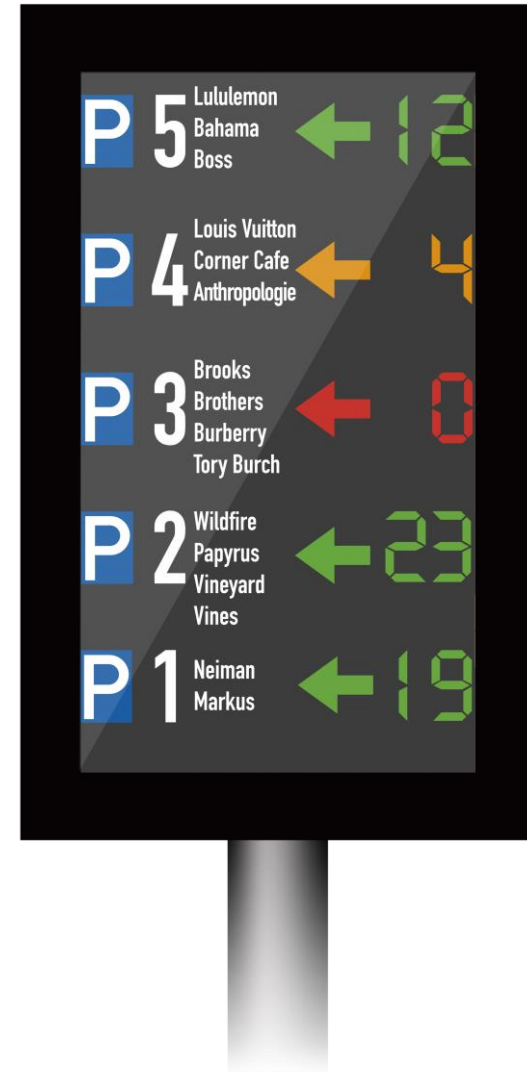 P 5 Lululemon 12
Bahama
Boss
P 4 Louis Vuitton 4
Corner Cafe
Anthropologie
P 3 Brooks 0
Brothers
Burberry
Tory Burch
P 2 Wildfire 23
Papyrus
Vineyard
Vines
P 1 Neiman 19
Markus